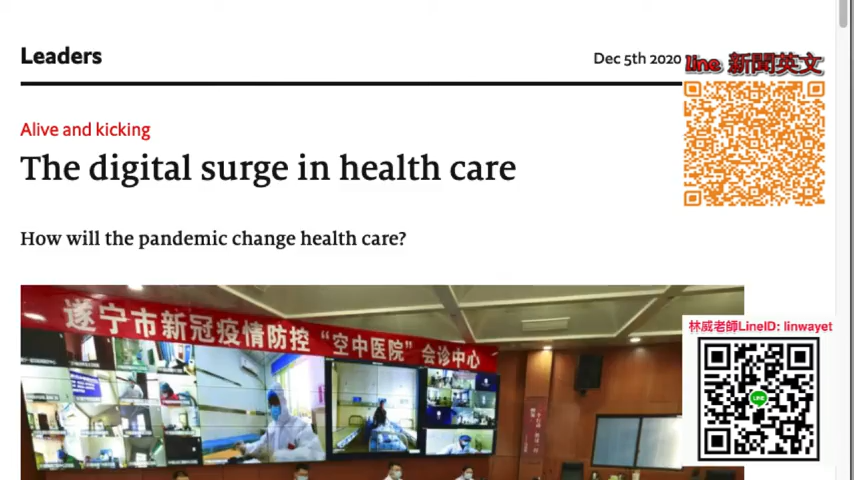 Leaders
Dec 5th 2020
line 新聞英文
Alive and kicking
The digital surge in health care
How will the pandemic change health care?
遂宁市新冠疫情防控“空中医院”会诊中心
林威老師LineID: linwayet
LINE